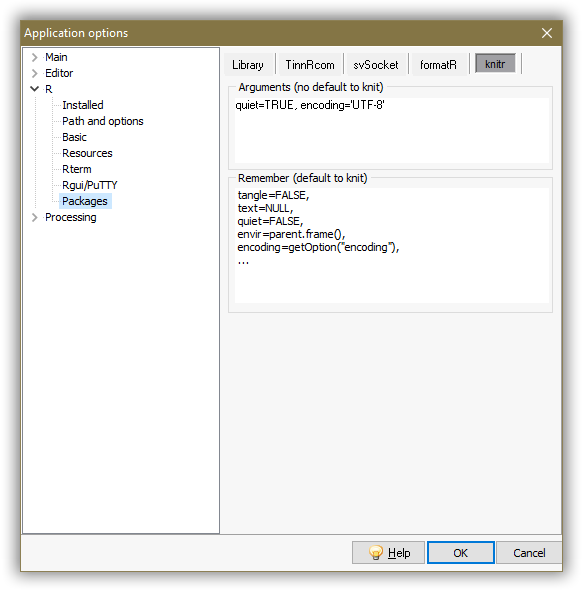 Application options
Main
Editor
R
Installed
Path and options
Basic
Resources
Rterm
Rgui/PuTTY
Packages
Processing
Library TinnRcom svSocket formatR knitr
Arguments (no default to knit)
quiet=TRUE, encoding='UTF-8'
Remember (default to knit)
tangle=FALSE,
text=NULL,
quiet=FALSE,
envir=parent.frame(),
encoding=getOption("encoding"),
...
Help OK Cancel